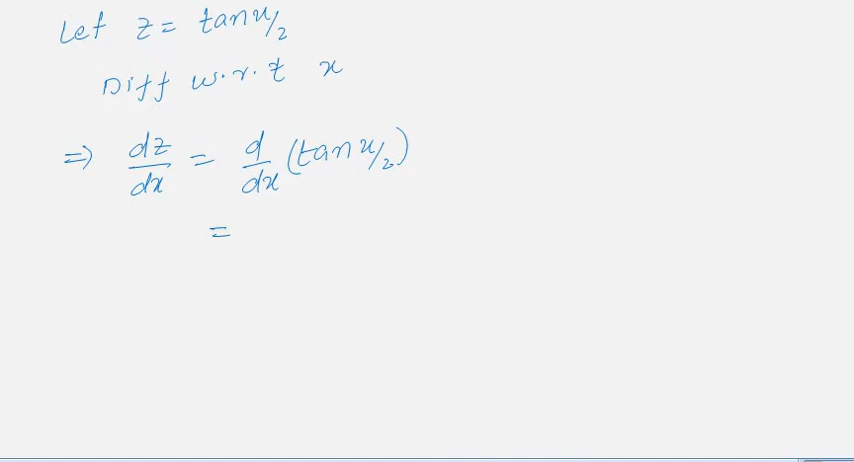 Let z = tan x/2
Diff w.r.t x
⇒ dz/dx = d/dx (tan x/2)
=